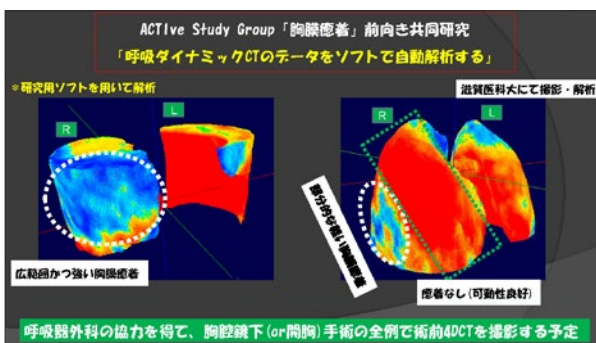 ACTIve Study Group「胸膜癒着」前向き共同研究
「呼吸ダイナミックCTのデータをソフトで自動解析する」
*研究用ソフトを用いて解析
滋賀医科大にて撮影・解析
R
L
R
L
広範囲かつ強い胸膜癒着
癒着なし(可動性良好)
呼吸器外科の協力を得て、胸腔鏡下(or開胸)手術の全例で術前4DCTを撮影する予定